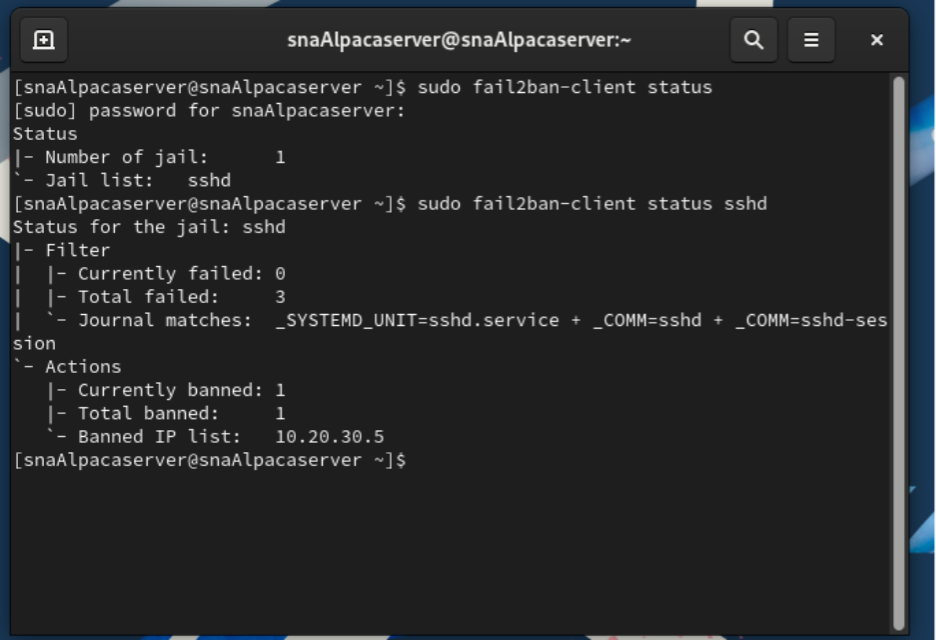 snaAlpacaserver@snaAlpacaserver:~
[snaAlpacaserver@snaAlpacaserver ~]$ sudo fail2ban-client status
[sudo] password for snaAlpacaserver:
Status
|- Number of jail:      1
`- Jail list:   sshd
[snaAlpacaserver@snaAlpacaserver ~]$ sudo fail2ban-client status sshd
Status for the jail: sshd
|- Filter
|  |- Currently failed: 0
|  |- Total failed:     3
|  `- Journal matches:  _SYSTEMD_UNIT=sshd.service + _COMM=sshd + _COMM=sshd-ses
sion
`- Actions
   |- Currently banned: 1
   |- Total banned:     1
   `- Banned IP list:   10.20.30.5
[snaAlpacaserver@snaAlpacaserver ~]$